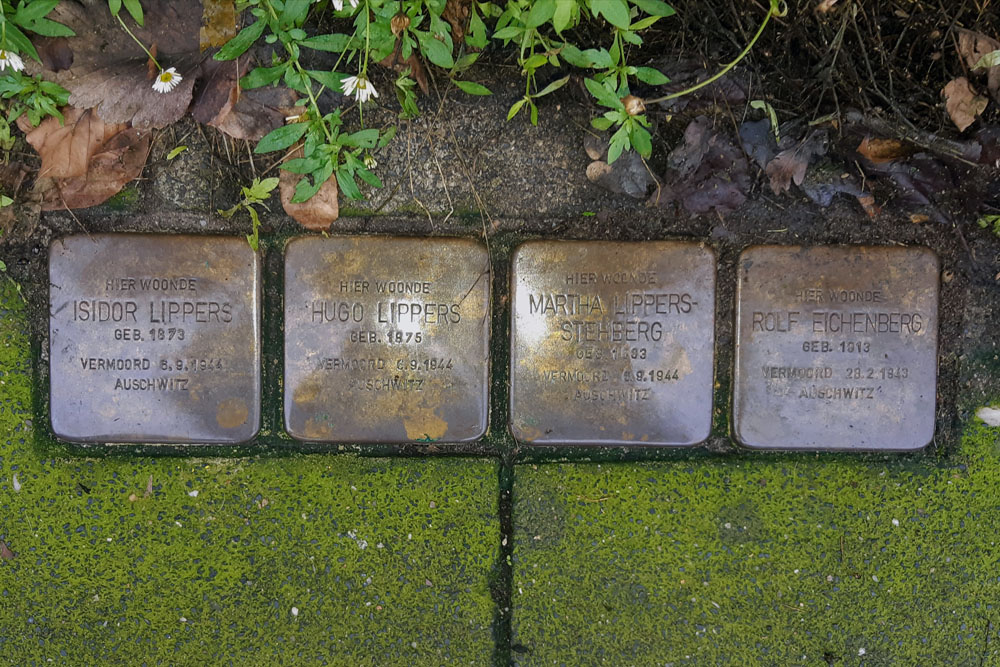 HIER WOONDE
ISIDOR LIPPERS
GEB. 1873
VERMOORD 6.9.1944
AUSCHWITZ
HIER WOONDE
HUGO LIPPERS
GEB. 1875
VERMOORD 6.9.1944
AUSCHWITZ
HIER WOONDE
MARTHA LIPPERS-
STEHBERG
GEB.
VERMOORD 6.9.1944
AUSCHWITZ
HIER WOONDE
ROLF EICHENBERG
GEB. 1913
VERMOORD 28.2.1943
AUSCHWITZ